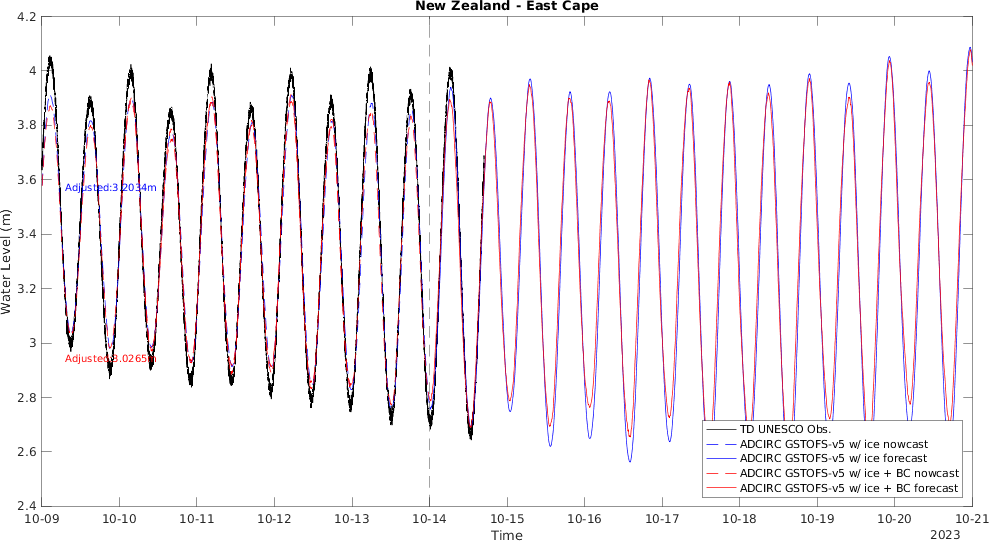 New Zealand - East Cape
4.2
4
3.8
3.6
3.4
3.2
3
2.8
2.6
2.4
Water Level (m)
Adjusted:3.2034m
Adjusted:3.0265m
TD UNESCO Obs.
ADCIRC GSTOFS-v5 w/ ice nowcast
ADCIRC GSTOFS-v5 w/ ice forecast
ADCIRC GSTOFS-v5 w/ ice + BC nowcast
ADCIRC GSTOFS-v5 w/ ice + BC forecast
10-09 10-10 10-11 10-12 10-13 10-14 10-15 10-16 10-17 10-18 10-19 10-20 10-21
Time
2023